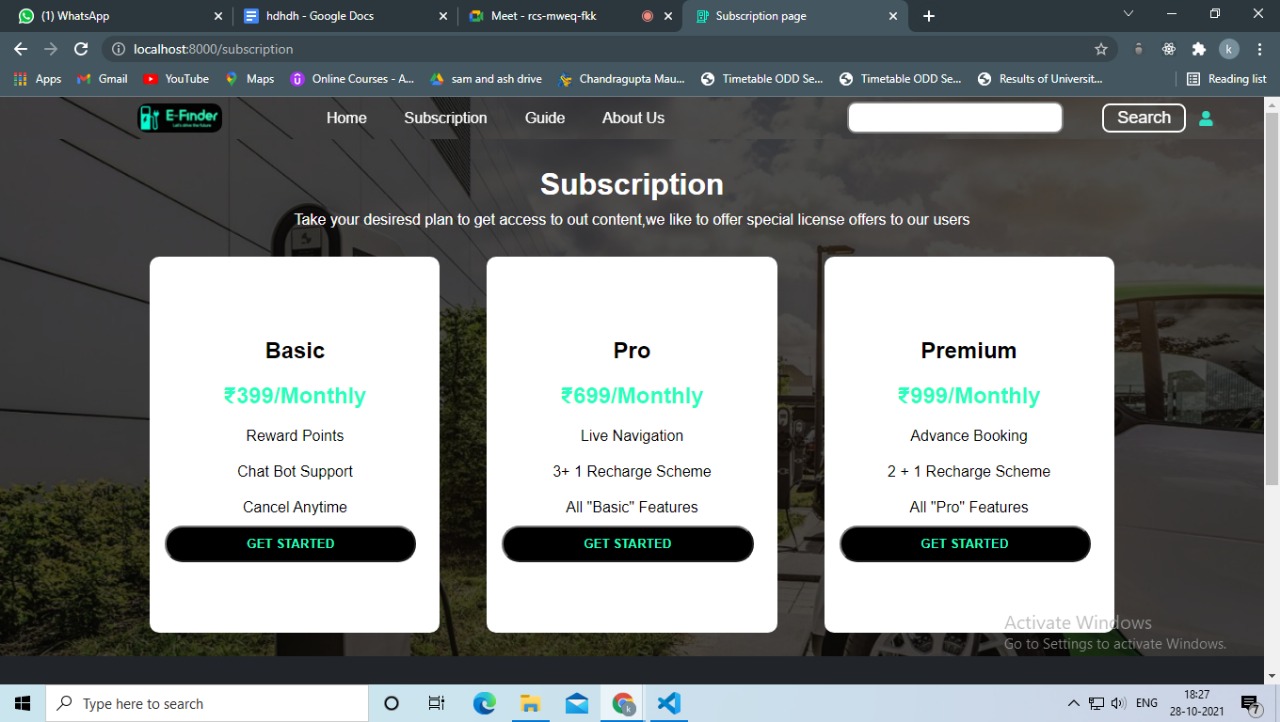 (1) WhatsApp
hdhdh - Google Docs
Meet - rcs-mweq-fkk
Subscription page
localhost:8000/subscription
k
Apps
Gmail
YouTube
Maps
Online Courses - A...
sam and ash drive
Chandragupta Mau...
Timetable ODD Se...
Timetable ODD Se...
Results of Universit...
Reading list
E-Finder
Let's drive the future
Home
Subscription
Guide
About Us
Search
Subscription
Take your desiresd plan to get access to out content,we like to offer special license offers to our users
Basic
₹399/Monthly
Reward Points
Chat Bot Support
Cancel Anytime
GET STARTED
Pro
₹699/Monthly
Live Navigation
3+ 1 Recharge Scheme
All "Basic" Features
GET STARTED
Premium
₹999/Monthly
Advance Booking
2 + 1 Recharge Scheme
All "Pro" Features
GET STARTED
Activate Windows
Go to Settings to activate Windows.
Type here to search
ENG
18:27
28-10-2021
7